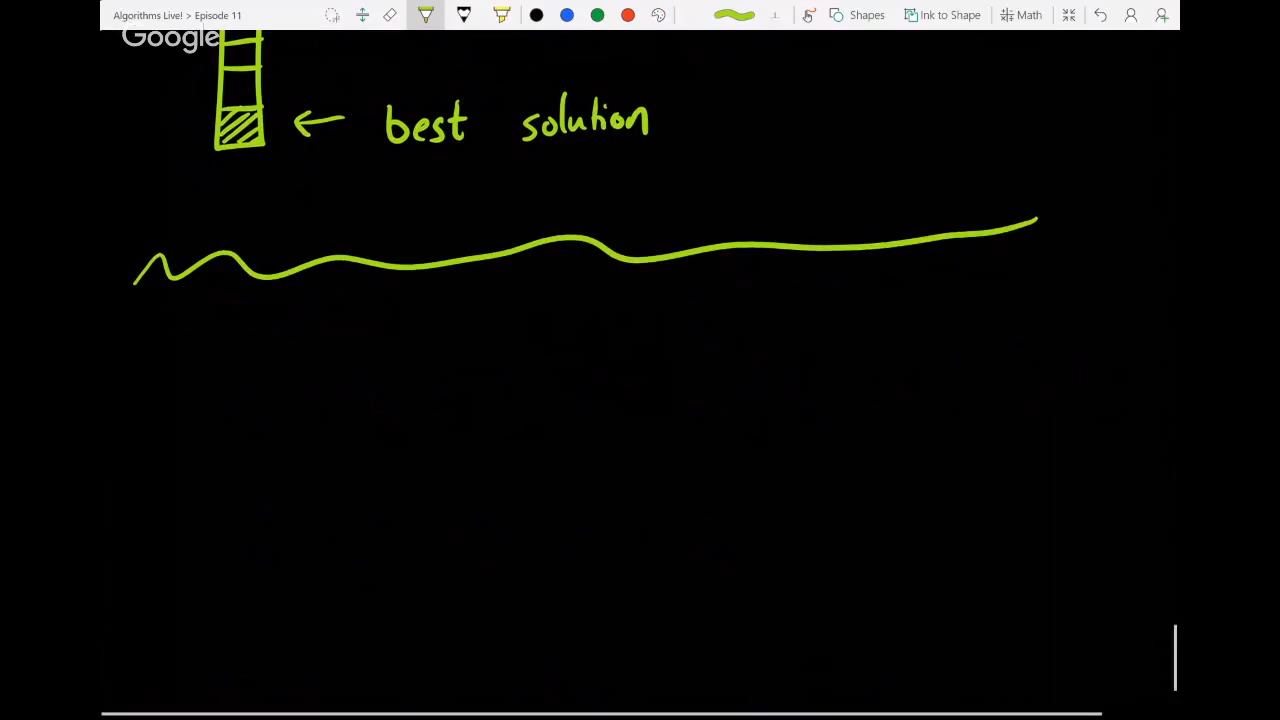 Algorithms Live! > Episode 11
Shapes
Ink to Shape
Math
Google
best solution